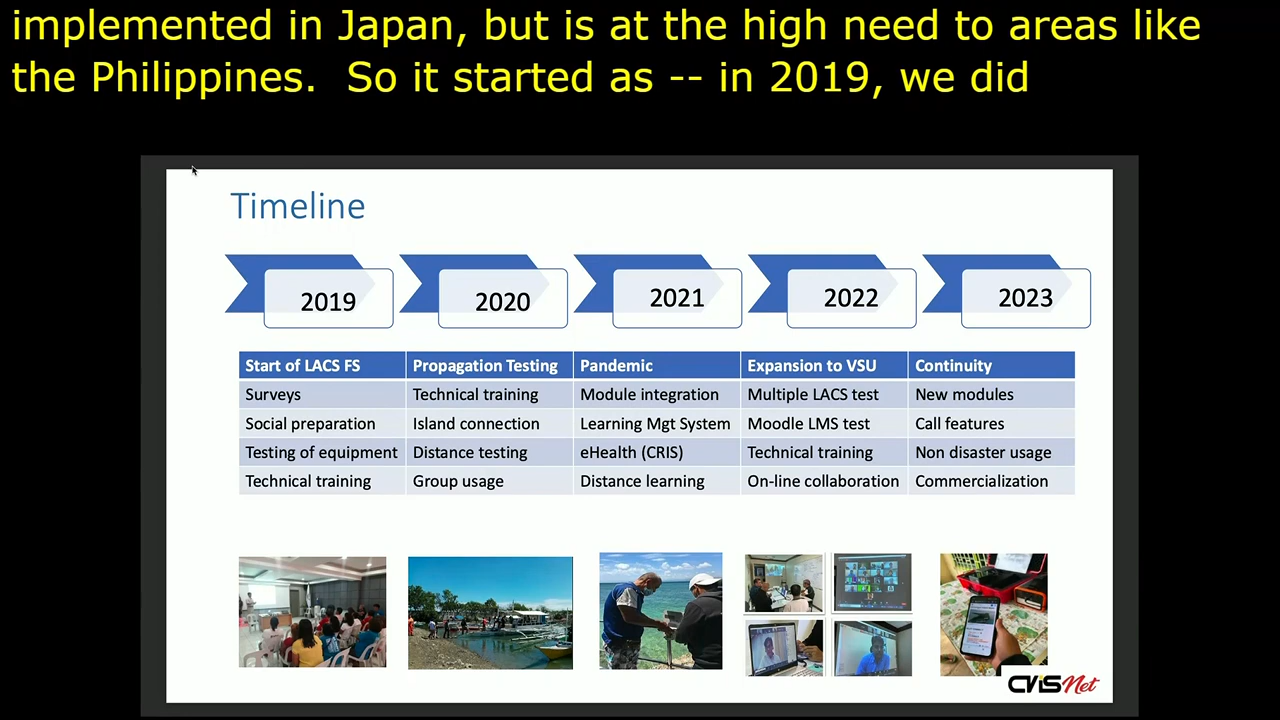 implemented in Japan, but is at the high need to areas like
the Philippines.  So it started as -- in 2019, we did
Timeline
2019 2020 2021 2022 2023
Start of LACS FS Propagation Testing Pandemic Expansion to VSU Continuity
Surveys Technical training Module integration Multiple LACS test New modules
Social preparation Island connection Learning Mgt System Moodle LMS test Call features
Testing of equipment Distance testing eHealth (CRIS) Technical training Non disaster usage
Technical training Group usage Distance learning On-line collaboration Commercialization
CViSNet